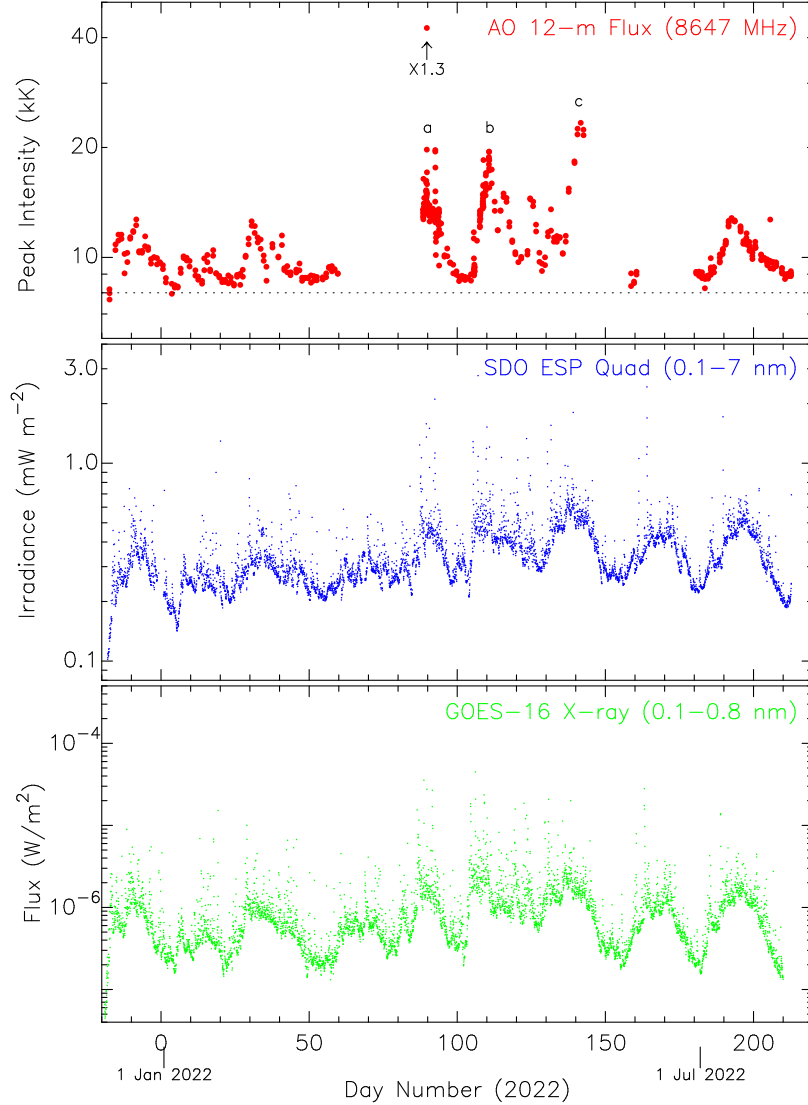 AO 12-m Flux (8647 MHz)
40
X1.3
a
b
c
20
10
Peak Intensity (kK)
SDO ESP Quad (0.1-7 nm)
3.0
1.0
0.1
Irradiance (mW m⁻²)
GOES-16 X-ray (0.1-0.8 nm)
10⁻⁴
10⁻⁶
Flux (W/m²)
0 50 100 150 200
1 Jan 2022
1 Jul 2022
Day Number (2022)